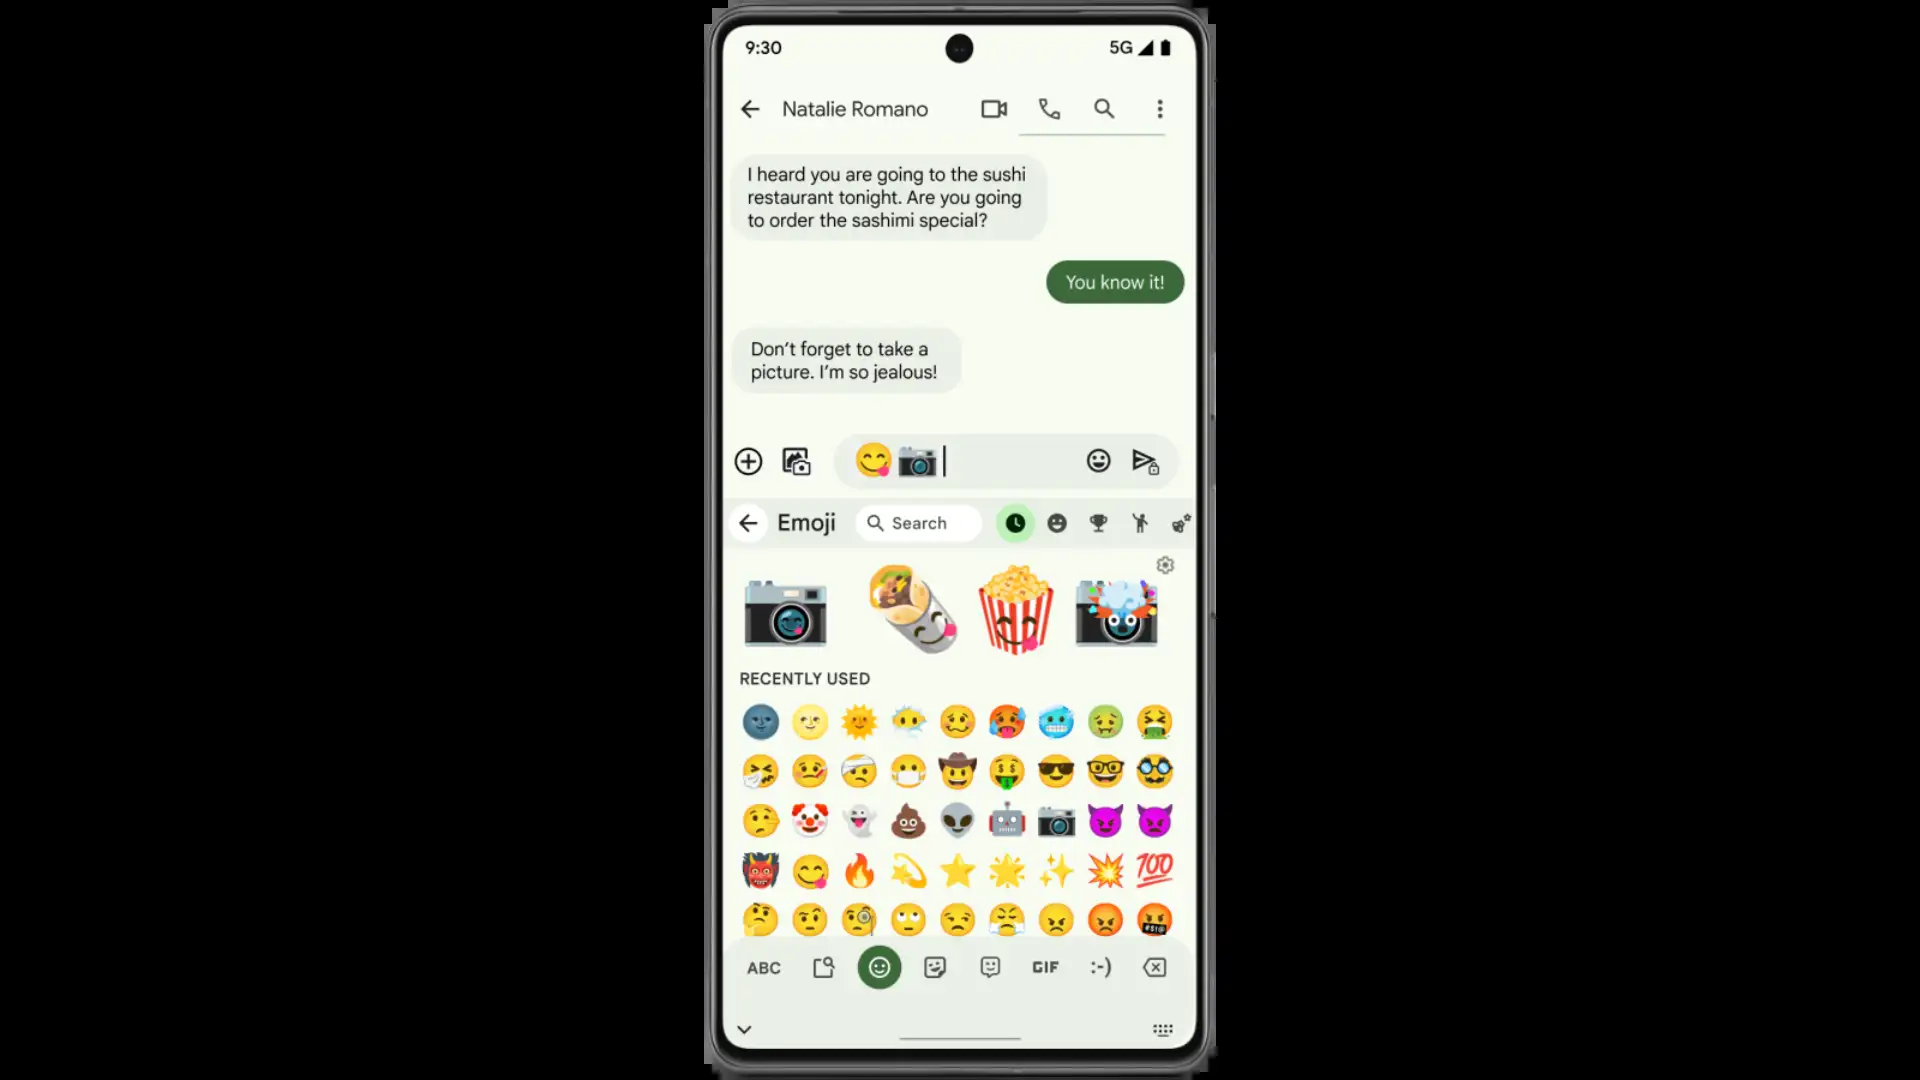 9:30
5G
Natalie Romano
I heard you are going to the sushi
restaurant tonight. Are you going
to order the sashimi special?
You know it!
Don’t forget to take a
picture. I’m so jealous!
Emoji
Search
RECENTLY USED
100
ABC
GIF
:-)